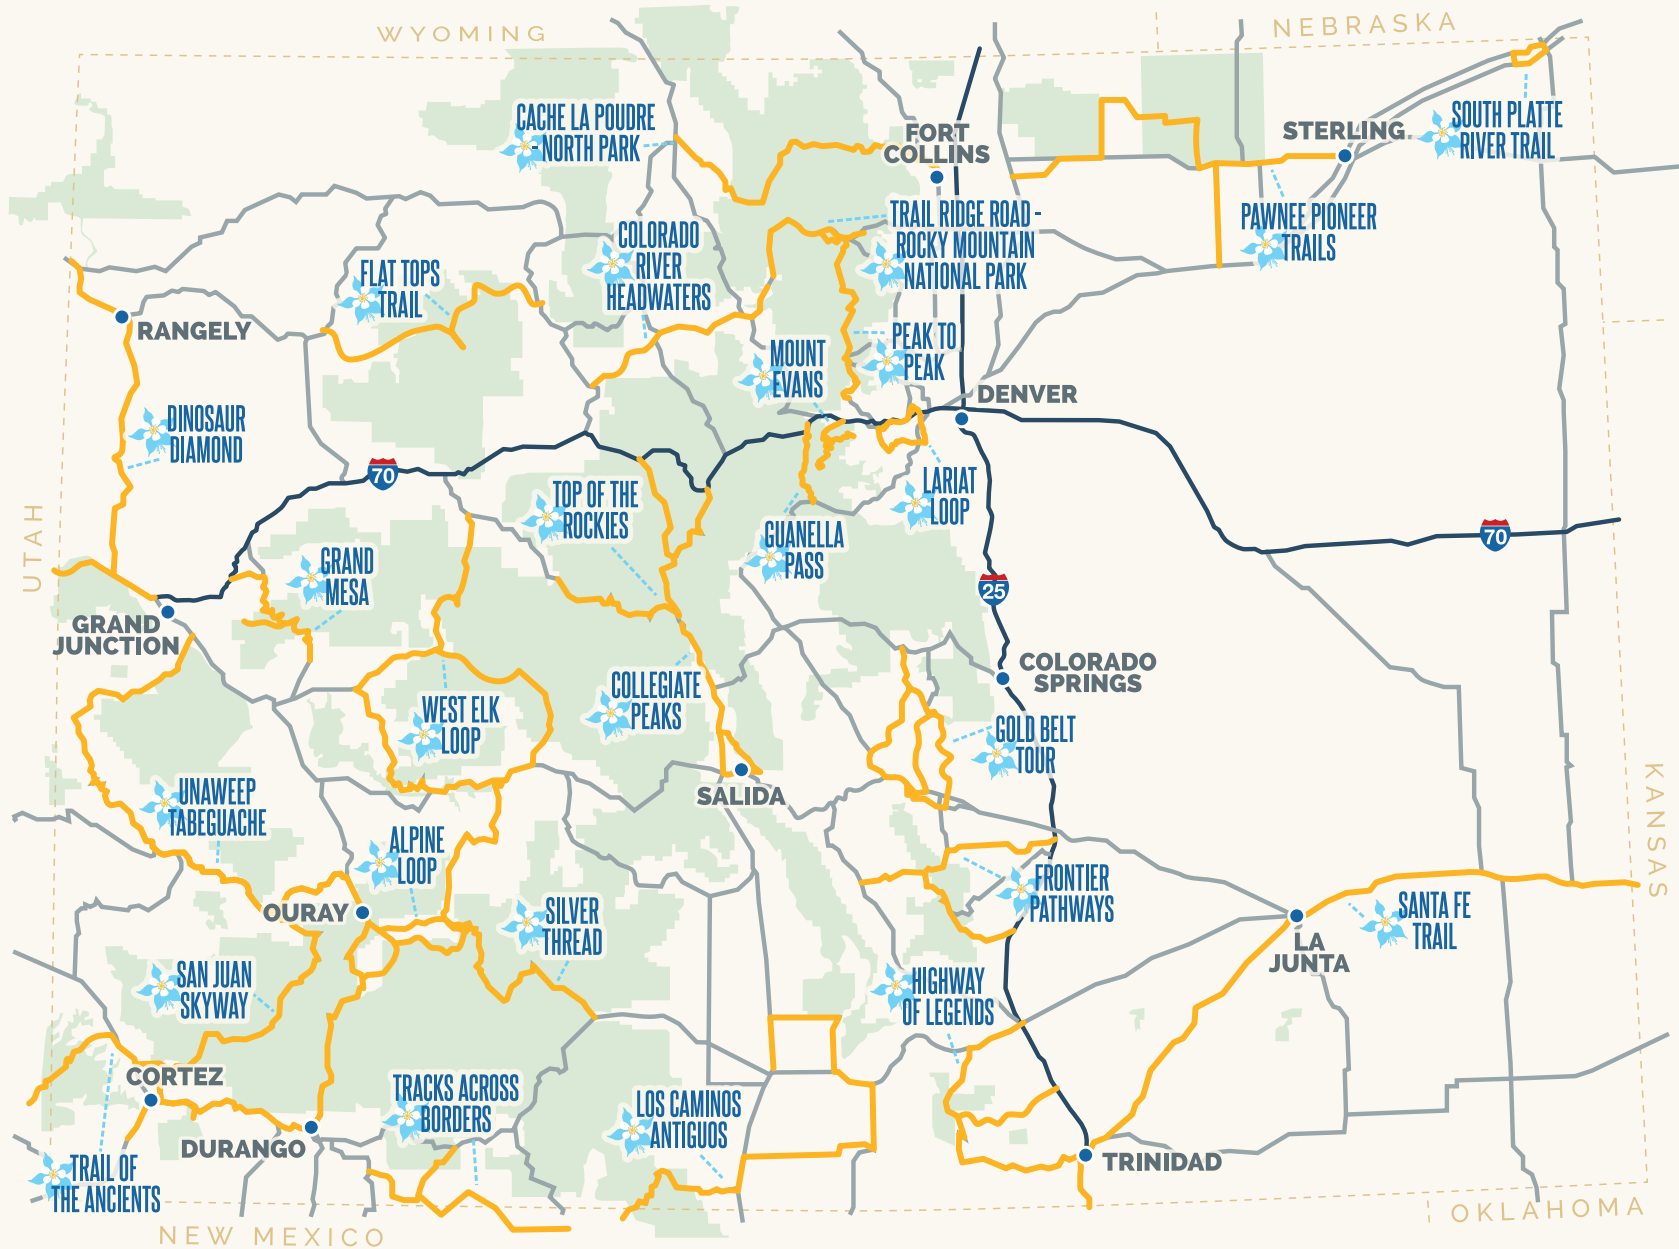 WYOMING
NEBRASKA
CACHE LA POUDRE
- NORTH PARK
FORT
COLLINS
STERLING
SOUTH PLATTE
RIVER TRAIL
TRAIL RIDGE ROAD -
ROCKY MOUNTAIN
NATIONAL PARK
PAWNEE PIONEER
TRAILS
COLORADO
RIVER
HEADWATERS
FLAT TOPS
TRAIL
RANGELY
PEAK TO
PEAK
MOUNT
EVANS
DENVER
DINOSAUR
DIAMOND
70
LARIAT
LOOP
TOP OF THE
ROCKIES
GUANELLA
PASS
70
UTAH
GRAND
MESA
25
GRAND
JUNCTION
COLORADO
SPRINGS
COLLEGIATE
PEAKS
WEST ELK
LOOP
GOLD BELT
TOUR
KANSAS
SALIDA
UNAWEEP
TABEGUACHE
ALPINE
LOOP
FRONTIER
PATHWAYS
OURAY
SILVER
THREAD
SANTA FE
TRAIL
LA
JUNTA
SAN JUAN
SKYWAY
HIGHWAY
OF LEGENDS
CORTEZ
TRACKS ACROSS
BORDERS
LOS CAMINOS
ANTIGUOS
DURANGO
TRINIDAD
TRAIL OF
THE ANCIENTS
NEW MEXICO
OKLAHOMA